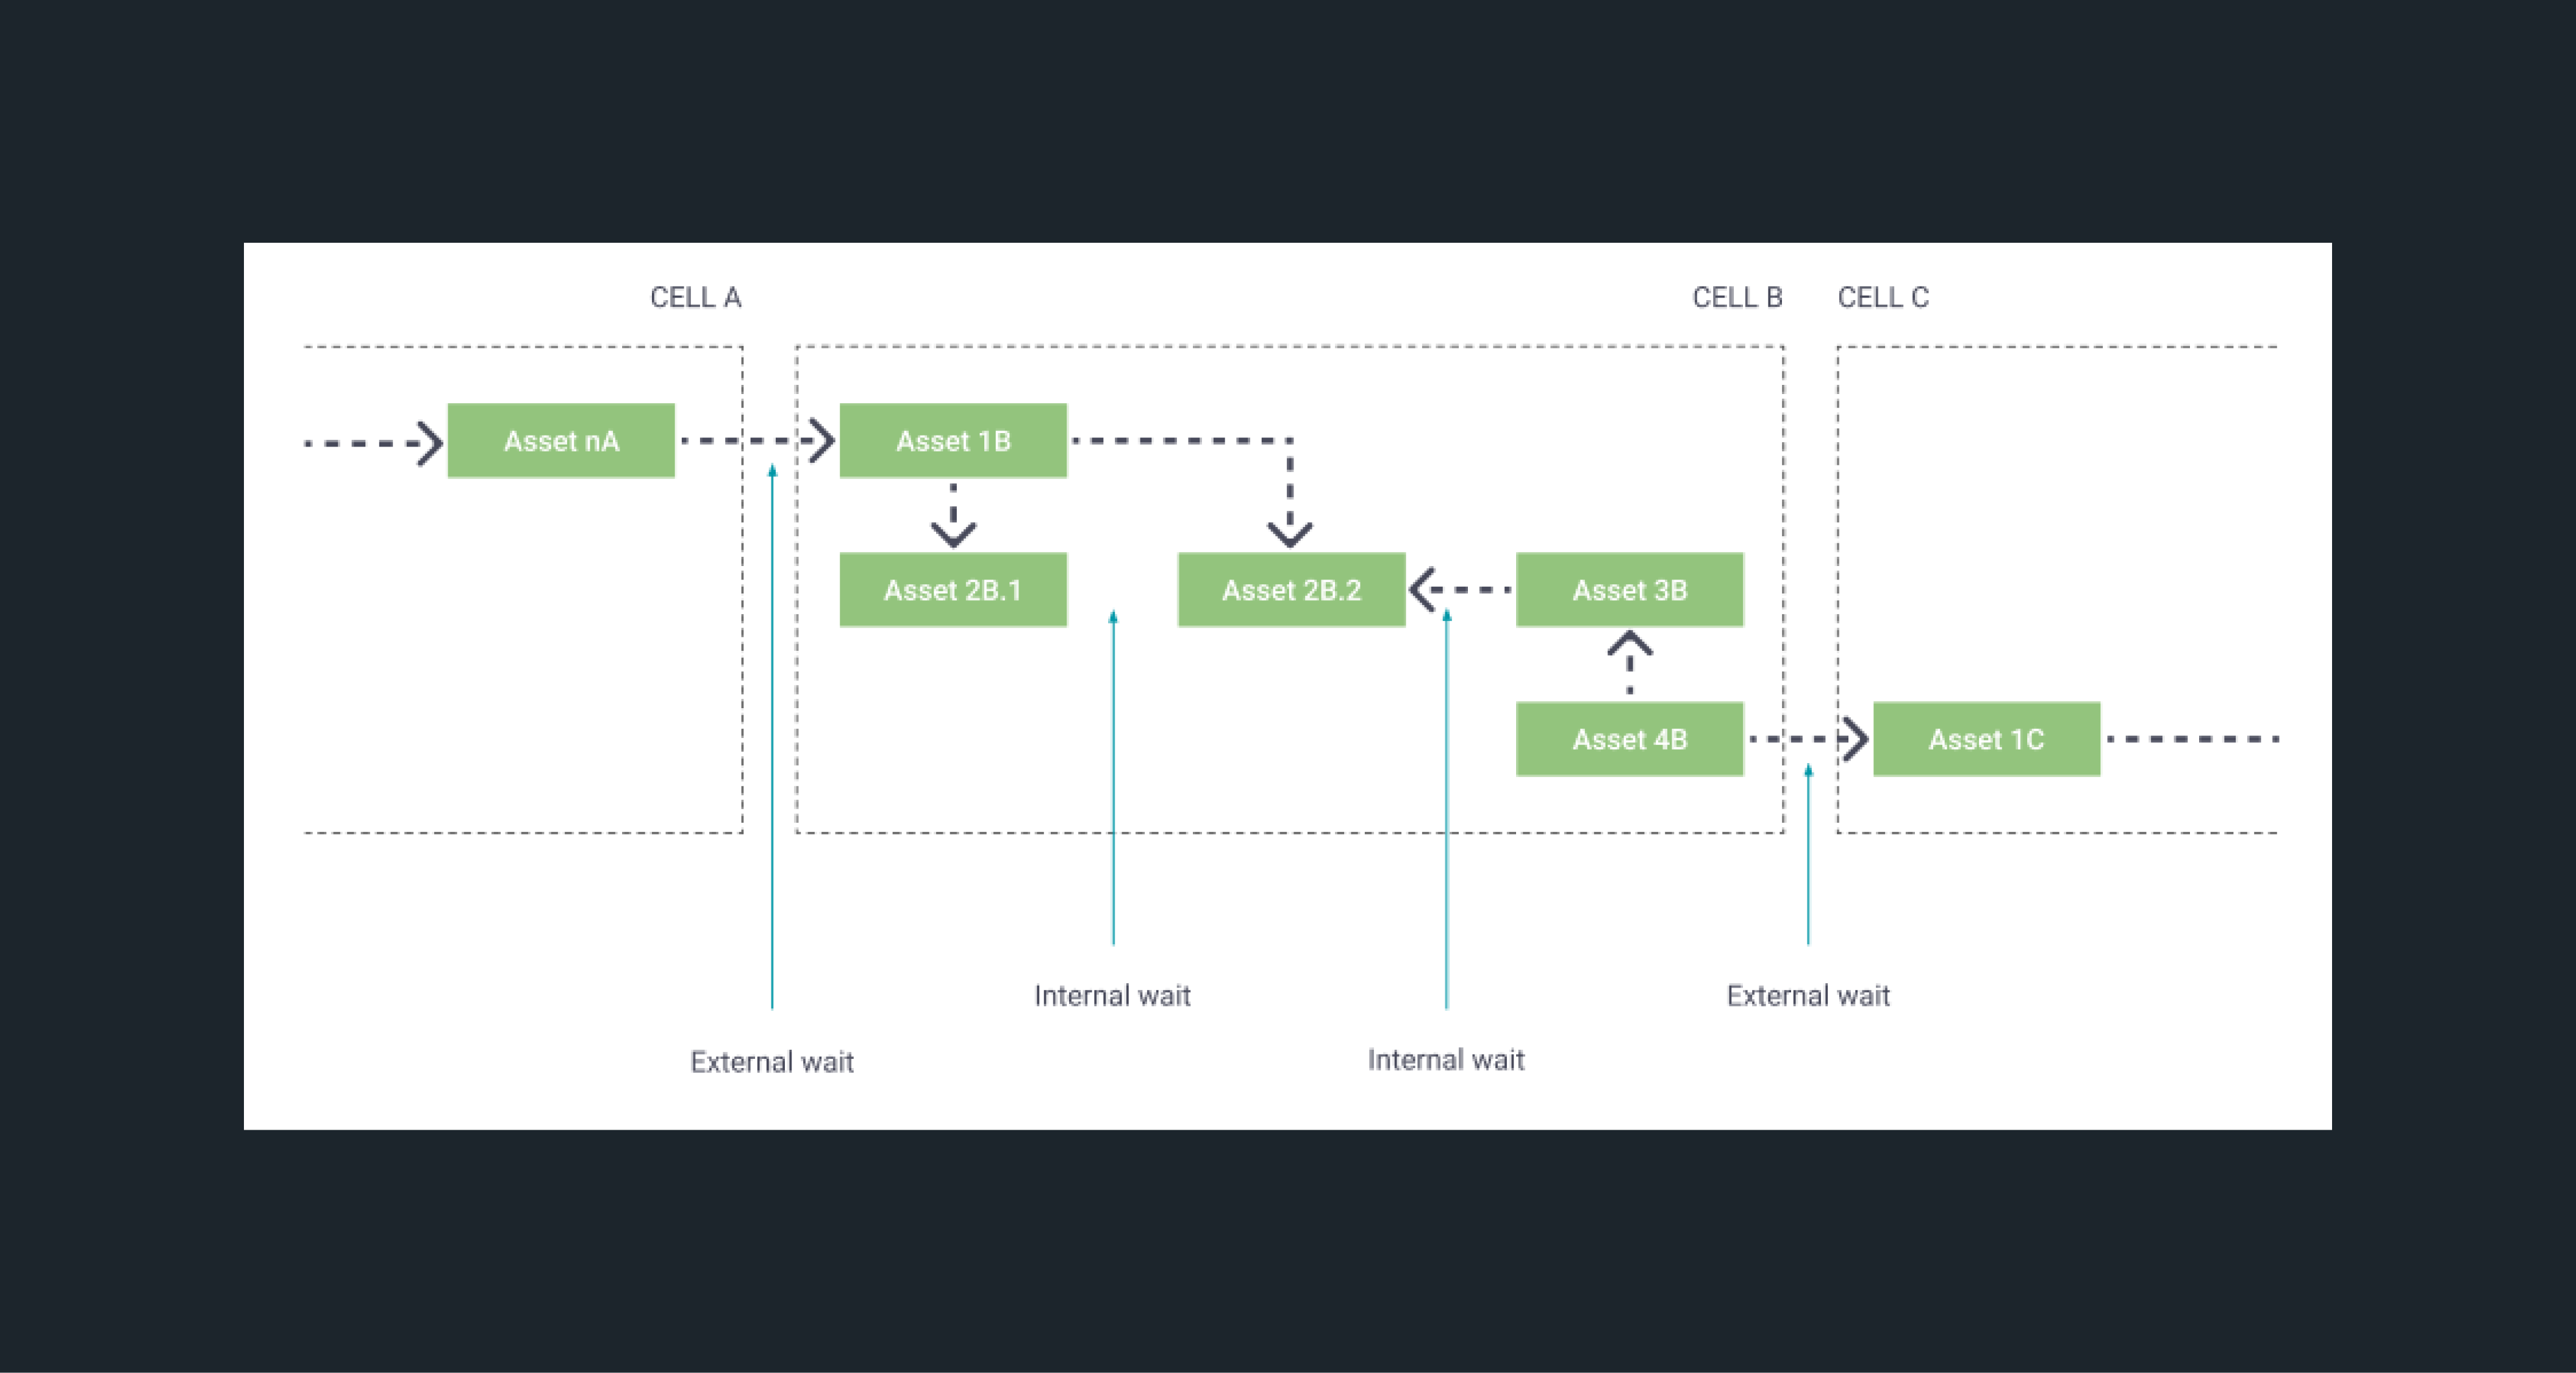 CELL A
CELL B
CELL C
Asset nA
Asset 1B
Asset 2B.1
Asset 2B.2
Asset 3B
Asset 4B
Asset 1C
Internal wait
External wait
External wait
Internal wait